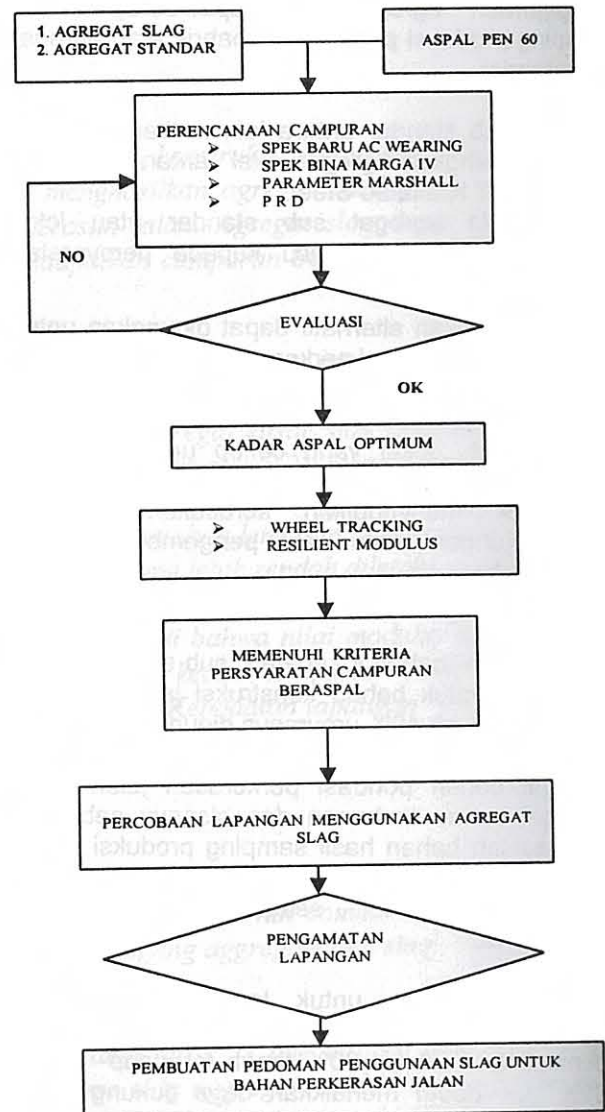 1. AGREGAT SLAG
2. AGREGAT STANDAR
ASPAL PEN 60
PERENCANAAN CAMPURAN
➢ SPEK BARU AC WEARING
➢ SPEK BINA MARGA IV
➢ PARAMETER MARSHALL
➢ P R D
NO
EVALUASI
OK
KADAR ASPAL OPTIMUM
➢ WHEEL TRACKING
➢ RESILIENT MODULUS
MEMENUHI KRITERIA
PERSYARATAN CAMPURAN
BERASPAL
PERCOBAAN LAPANGAN MENGGUNAKAN AGREGAT
SLAG
PENGAMATAN
LAPANGAN
PEMBUATAN PEDOMAN PENGGUNAAN SLAG UNTUK
BAHAN PERKERASAN JALAN